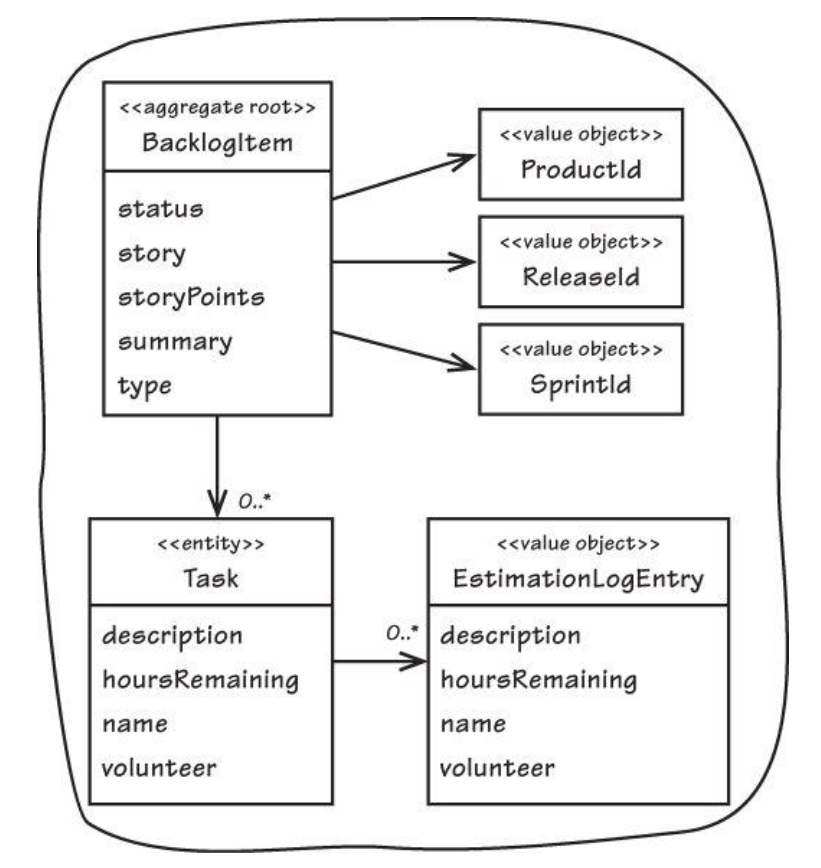 <<aggregate root>>
BacklogItem
status
story
storyPoints
summary
type
<<value object>>
ProductId
<<value object>>
ReleaseId
<<value object>>
SprintId
0..*
<<entity>>
Task
description
hoursRemaining
name
volunteer
0..*
<<value object>>
EstimationLogEntry
description
hoursRemaining
name
volunteer